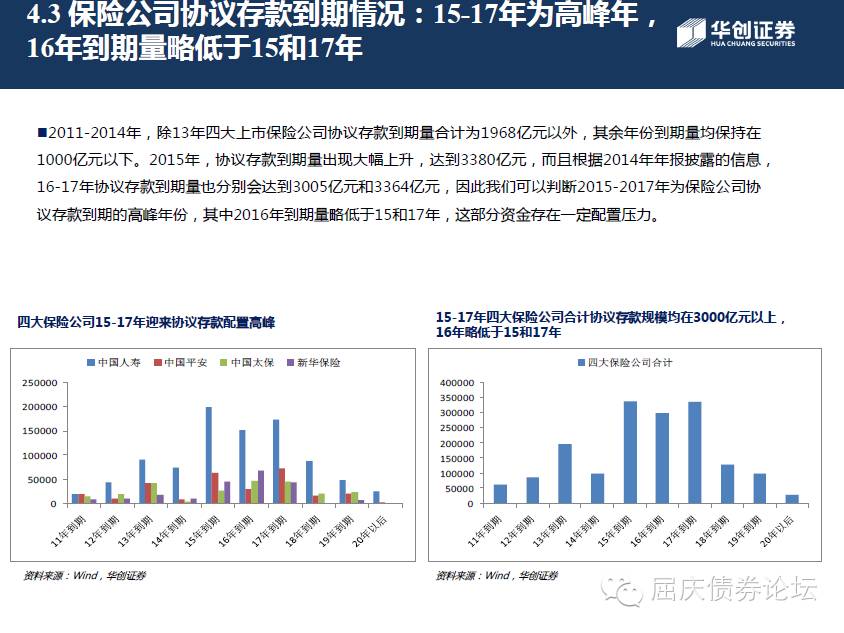 4.3 保险公司协议存款到期情况：15-17年为高峰年，
16年到期量略低于15和17年
华创证券
HUA CHUANG SECURITIES
■2011-2014年，除13年四大上市保险公司协议存款到期量合计为1968亿元以外，其余年份到期量均保持在
1000亿元以下。2015年，协议存款到期量出现大幅上升，达到3380亿元，而且根据2014年年报披露的信息，
16-17年协议存款到期量也分别会达到3005亿元和3364亿元，因此我们可以判断2015-2017年为保险公司协
议存款到期的高峰年份，其中2016年到期量略低于15和17年，这部分资金存在一定配置压力。
四大保险公司15-17年迎来协议存款配置高峰
中国人寿 中国平安 中国太保 新华保险
250000
200000
150000
100000
50000
0
11年到期 12年到期 13年到期 14年到期 15年到期 16年到期 17年到期 18年到期 19年到期 20年以后
资料来源：Wind，华创证券
15-17年四大保险公司合计协议存款规模均在3000亿元以上，
16年略低于15和17年
四大保险公司合计
400000
350000
300000
250000
200000
150000
100000
50000
0
11年到期 12年到期 13年到期 14年到期 15年到期 16年到期 17年到期 18年到期 19年到期 20年以后
资料来源：Wind，华创证券
屈庆债券论坛